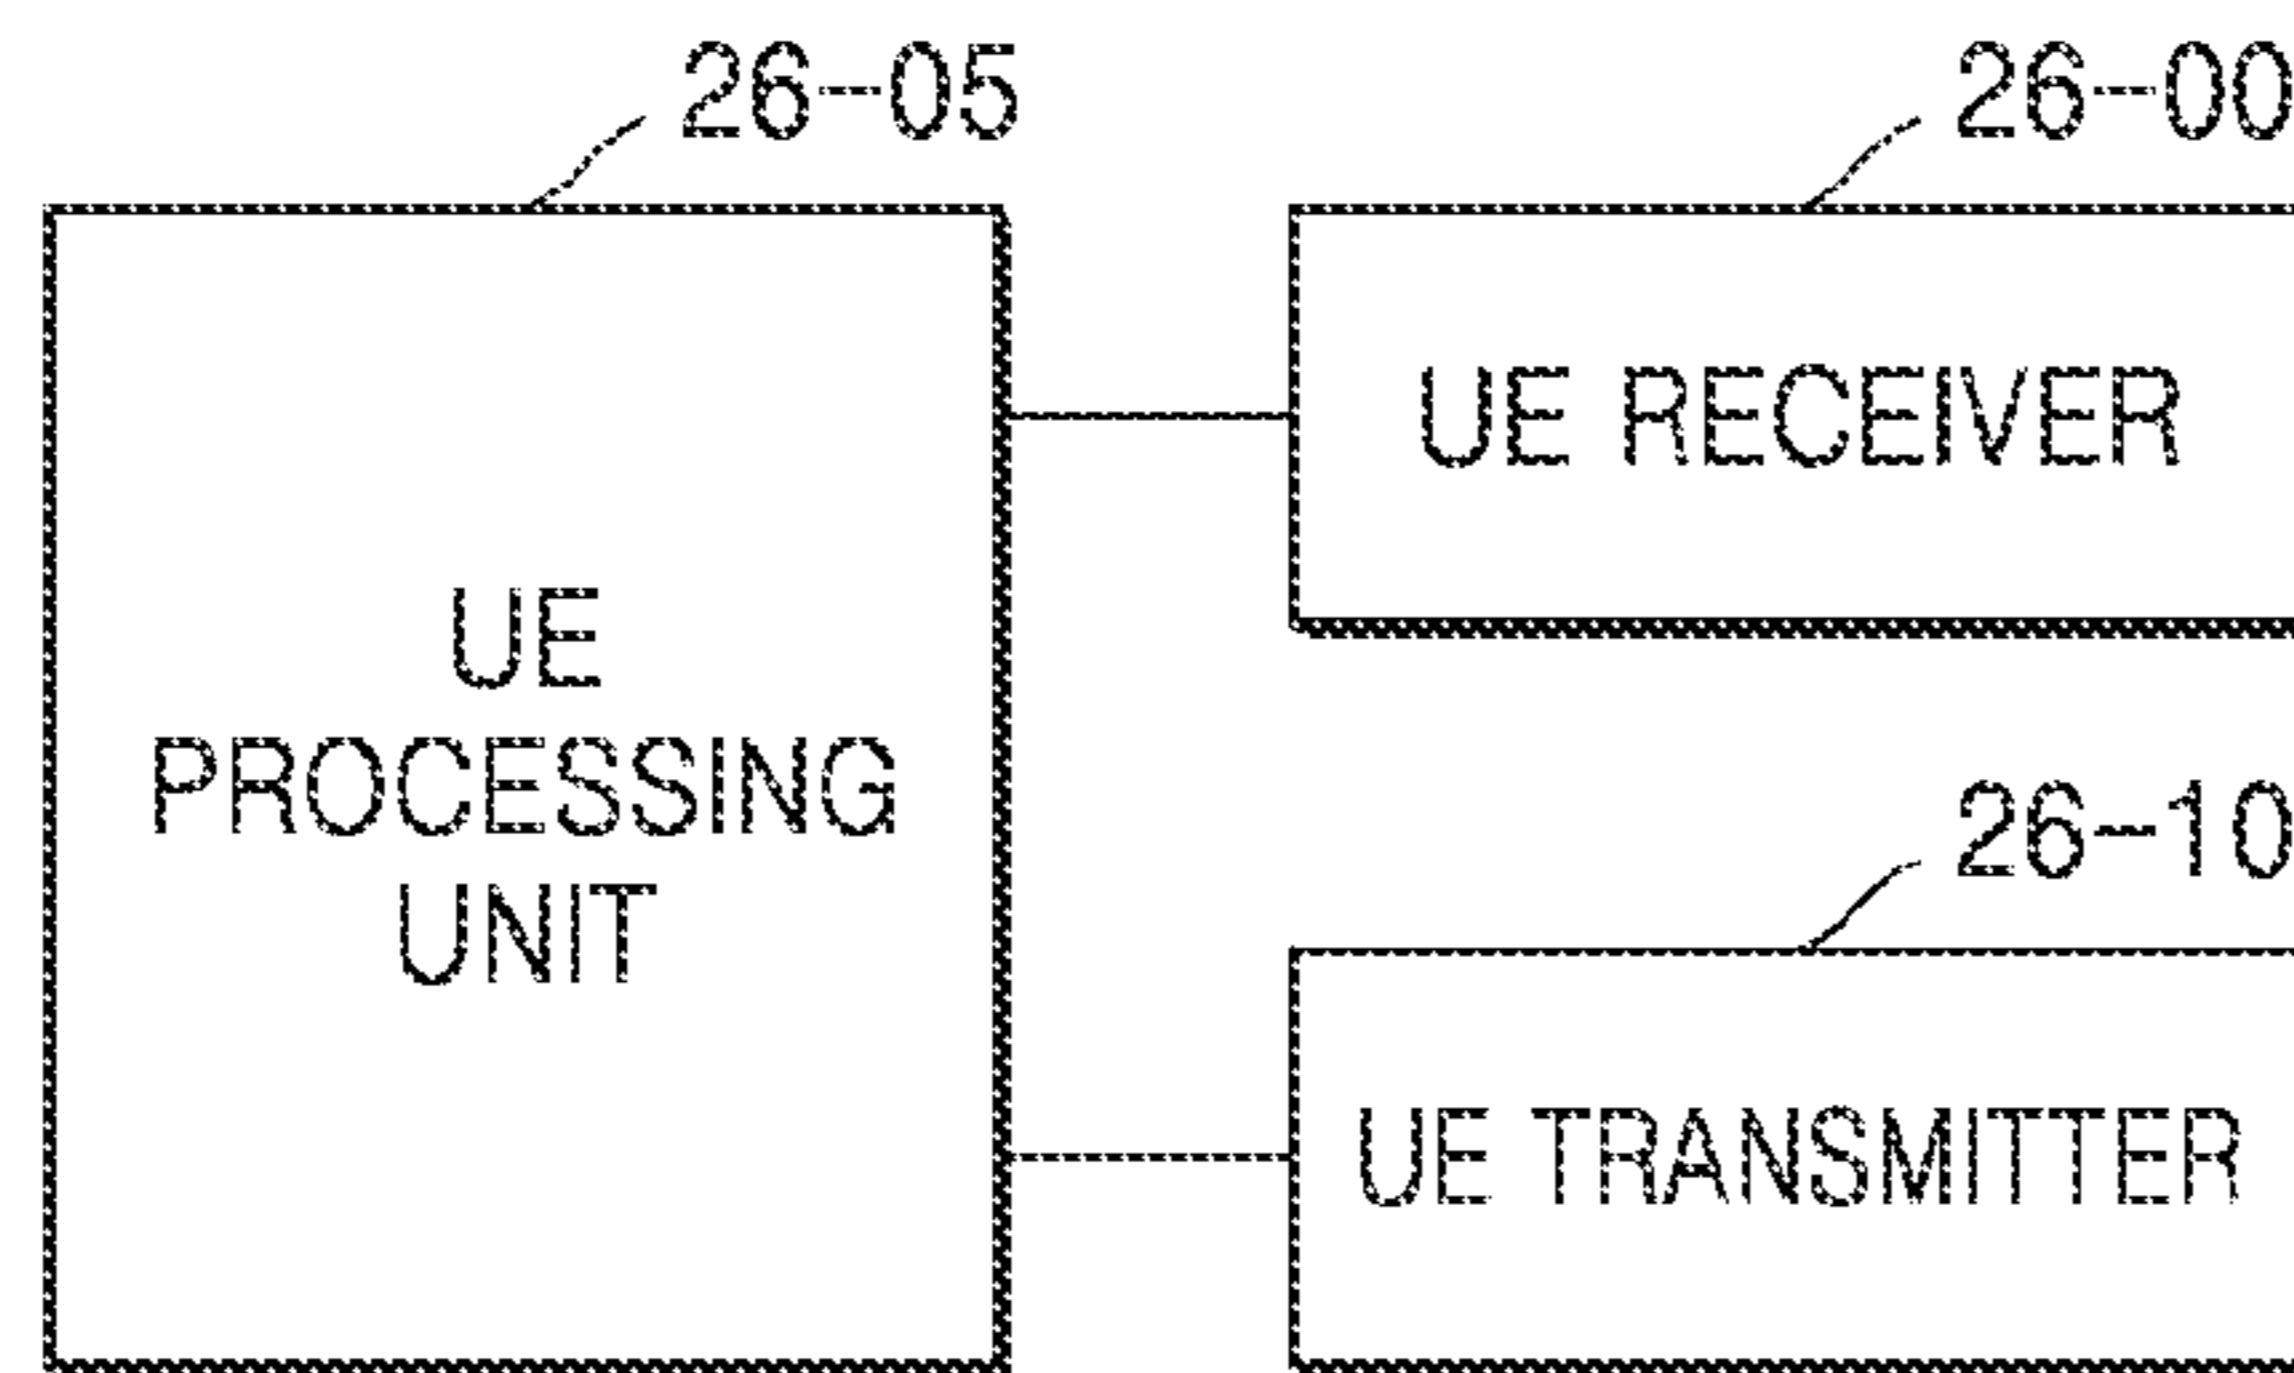 26-05
26-00
UE RECEIVER
UE
PROCESSING
UNIT
26-10
UE TRANSMITTER